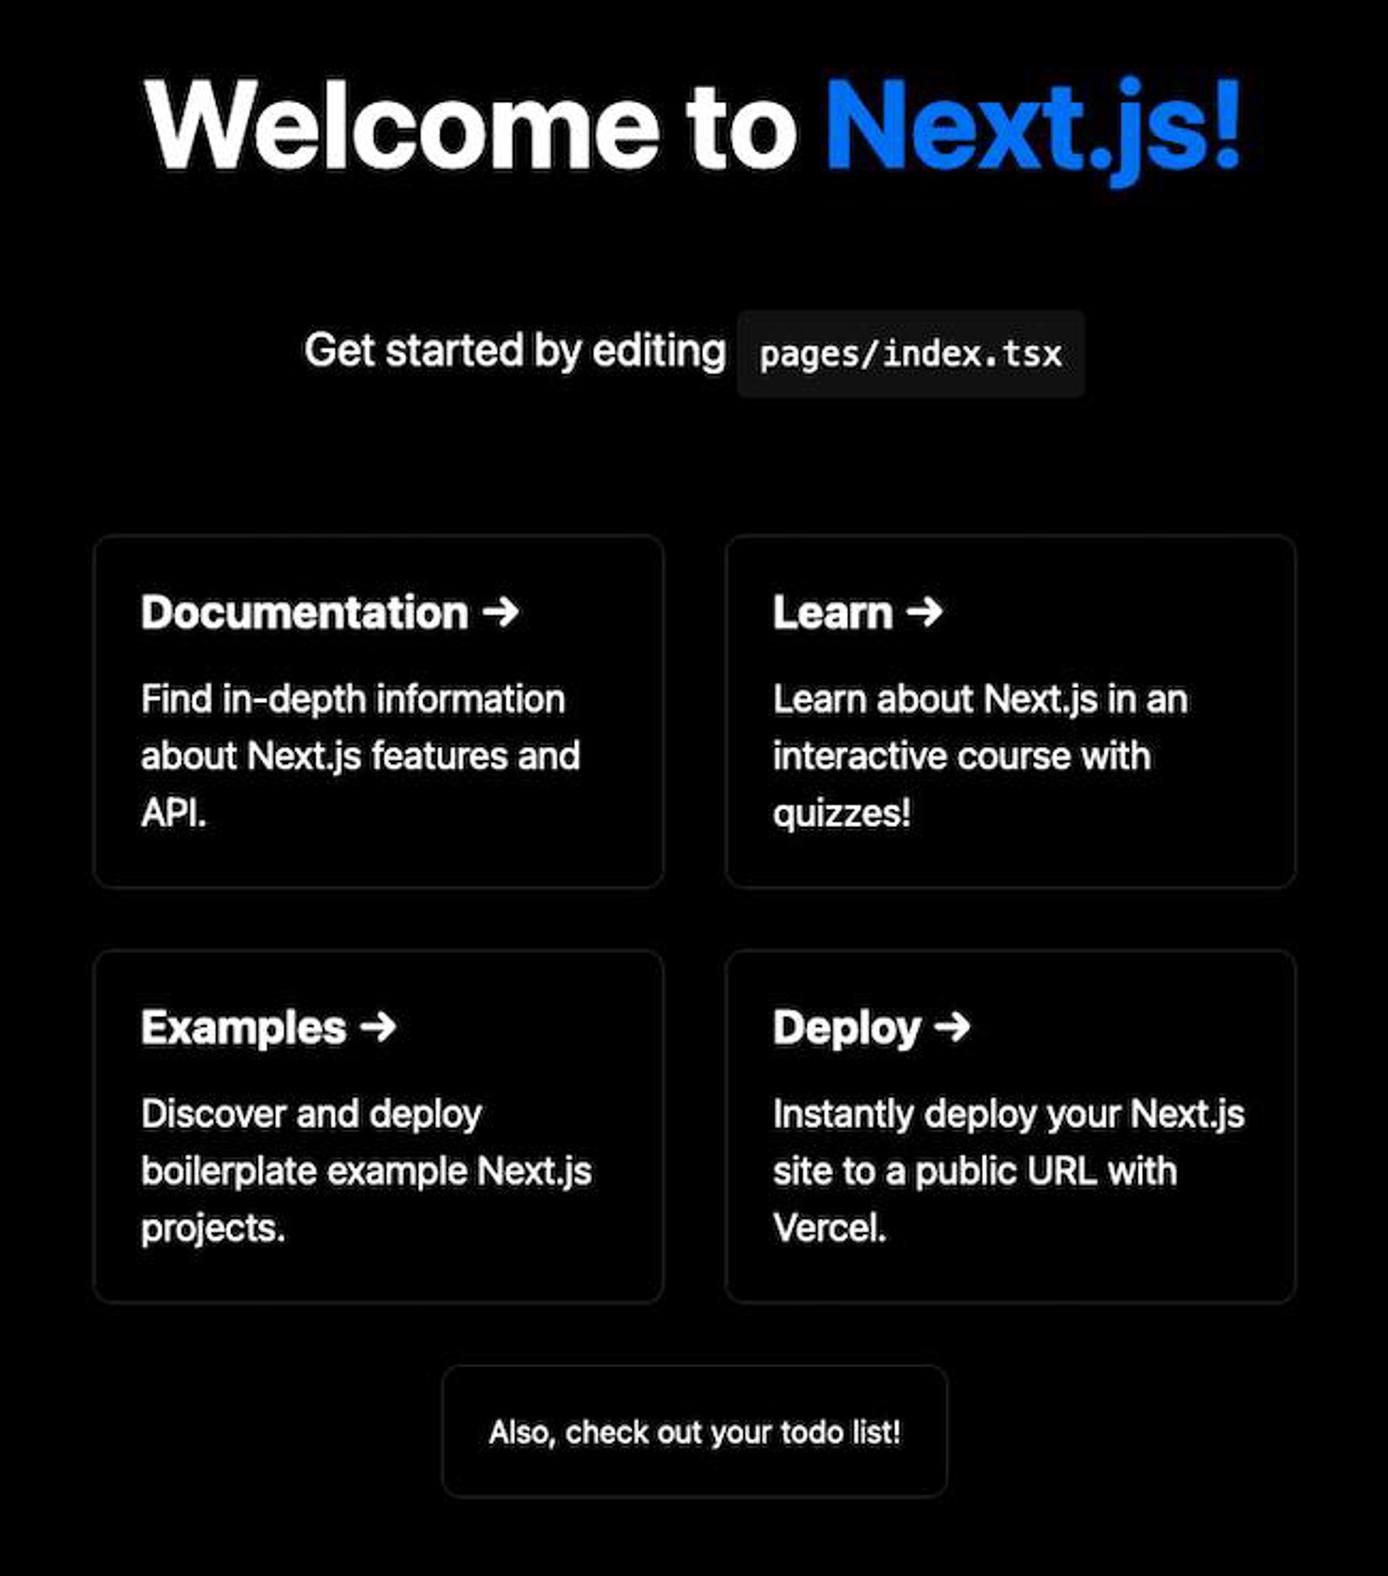 Welcome to Next.js!
Get started by editing pages/index.tsx
Documentation →
Find in-depth information
about Next.js features and
API.
Learn →
Learn about Next.js in an
interactive course with
quizzes!
Examples →
Discover and deploy
boilerplate example Next.js
projects.
Deploy →
Instantly deploy your Next.js
site to a public URL with
Vercel.
Also, check out your todo list!